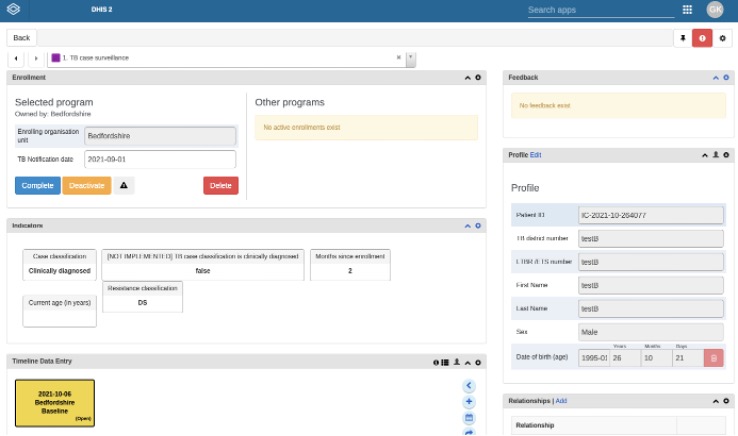 DHIS 2
Search apps
GK
Back
1. TB case surveillance
Enrollment
Selected program
Owned by: Bedfordshire
Enrolling organisation unit
Bedfordshire
TB Notification date
2021-09-01
Complete
Deactivate
Delete
Other programs
No active enrollments exist
Indicators
Case classification
Clinically diagnosed
[NOT IMPLEMENTED] TB case classification is clinically diagnosed
false
Months since enrollment
2
Current age (in years)
Resistance classification
DS
Timeline Data Entry
2021-10-06
Bedfordshire
Baseline
(Open)
Feedback
No feedback exist
Profile Edit
Profile
Patient ID
IC-2021-10-264077
TB district number
testB
LTBR /ETS number
testB
First Name
testB
Last Name
testB
Sex
Male
Date of birth (age)
1995-01
Years
26
Months
10
Days
21
Relationships | Add
Relationship